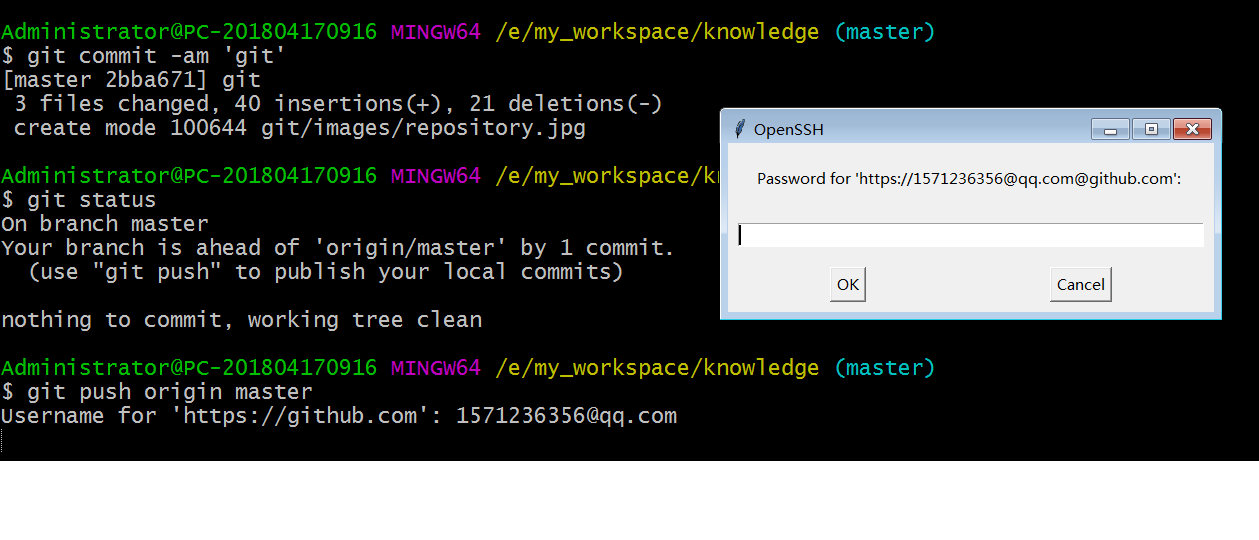 Administrator@PC-201804170916 MINGW64 /e/my_workspace/knowledge (master)
$ git commit -am 'git'
[master 2bba671] git
 3 files changed, 40 insertions(+), 21 deletions(-)
 create mode 100644 git/images/repository.jpg
Administrator@PC-201804170916 MINGW64 /e/my_workspace/k
$ git status
On branch master
Your branch is ahead of 'origin/master' by 1 commit.
  (use "git push" to publish your local commits)
nothing to commit, working tree clean
Administrator@PC-201804170916 MINGW64 /e/my_workspace/knowledge (master)
$ git push origin master
Username for 'https://github.com': 1571236356@qq.com
OpenSSH
Password for 'https://1571236356@qq.com@github.com':
OK
Cancel